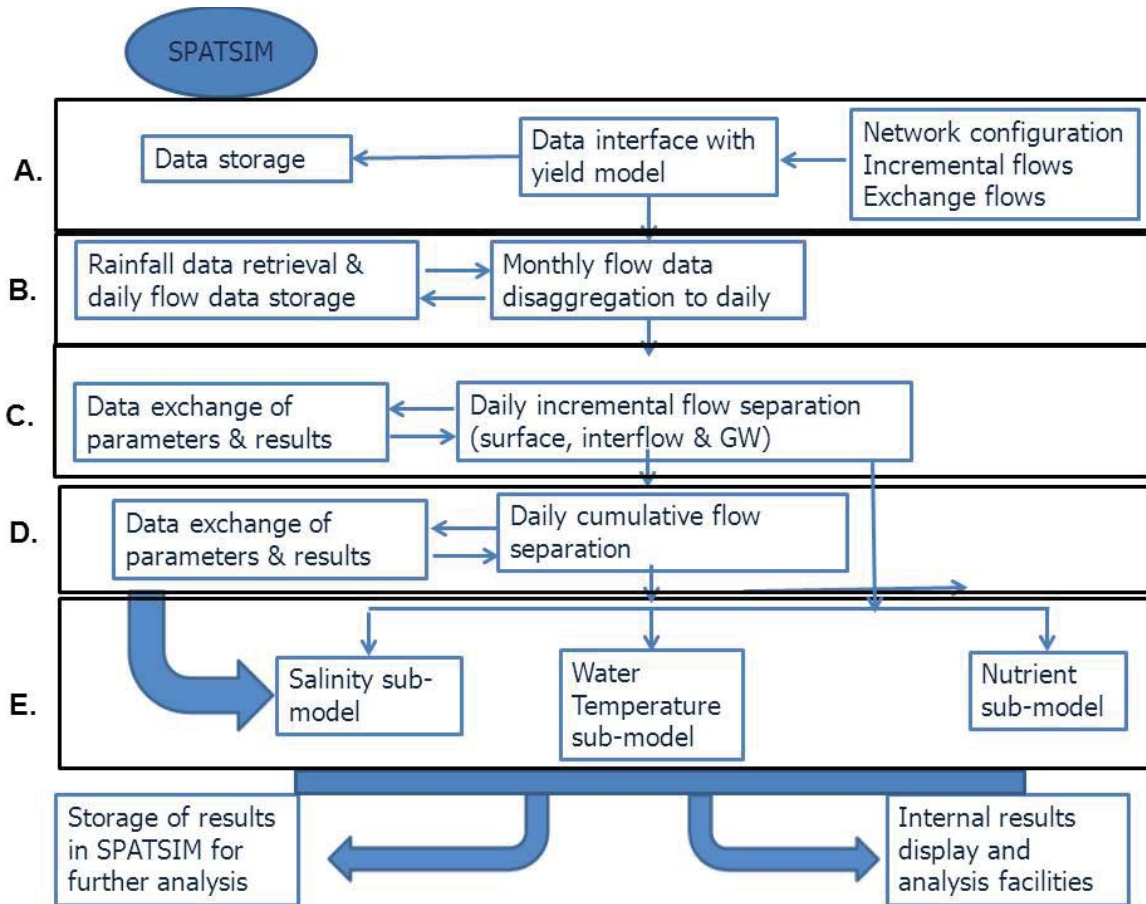 SPATSIM
A.
Data storage
Data interface with
yield model
Network configuration
Incremental flows
Exchange flows
B.
Rainfall data retrieval &
daily flow data storage
Monthly flow data
disaggregation to daily
C.
Data exchange of
parameters & results
Daily incremental flow separation
(surface, interflow & GW)
D.
Data exchange of
parameters & results
Daily cumulative flow
separation
E.
Salinity sub-
model
Water
Temperature
sub-model
Nutrient
sub-model
Storage of results
in SPATSIM for
further analysis
Internal results
display and
analysis facilities